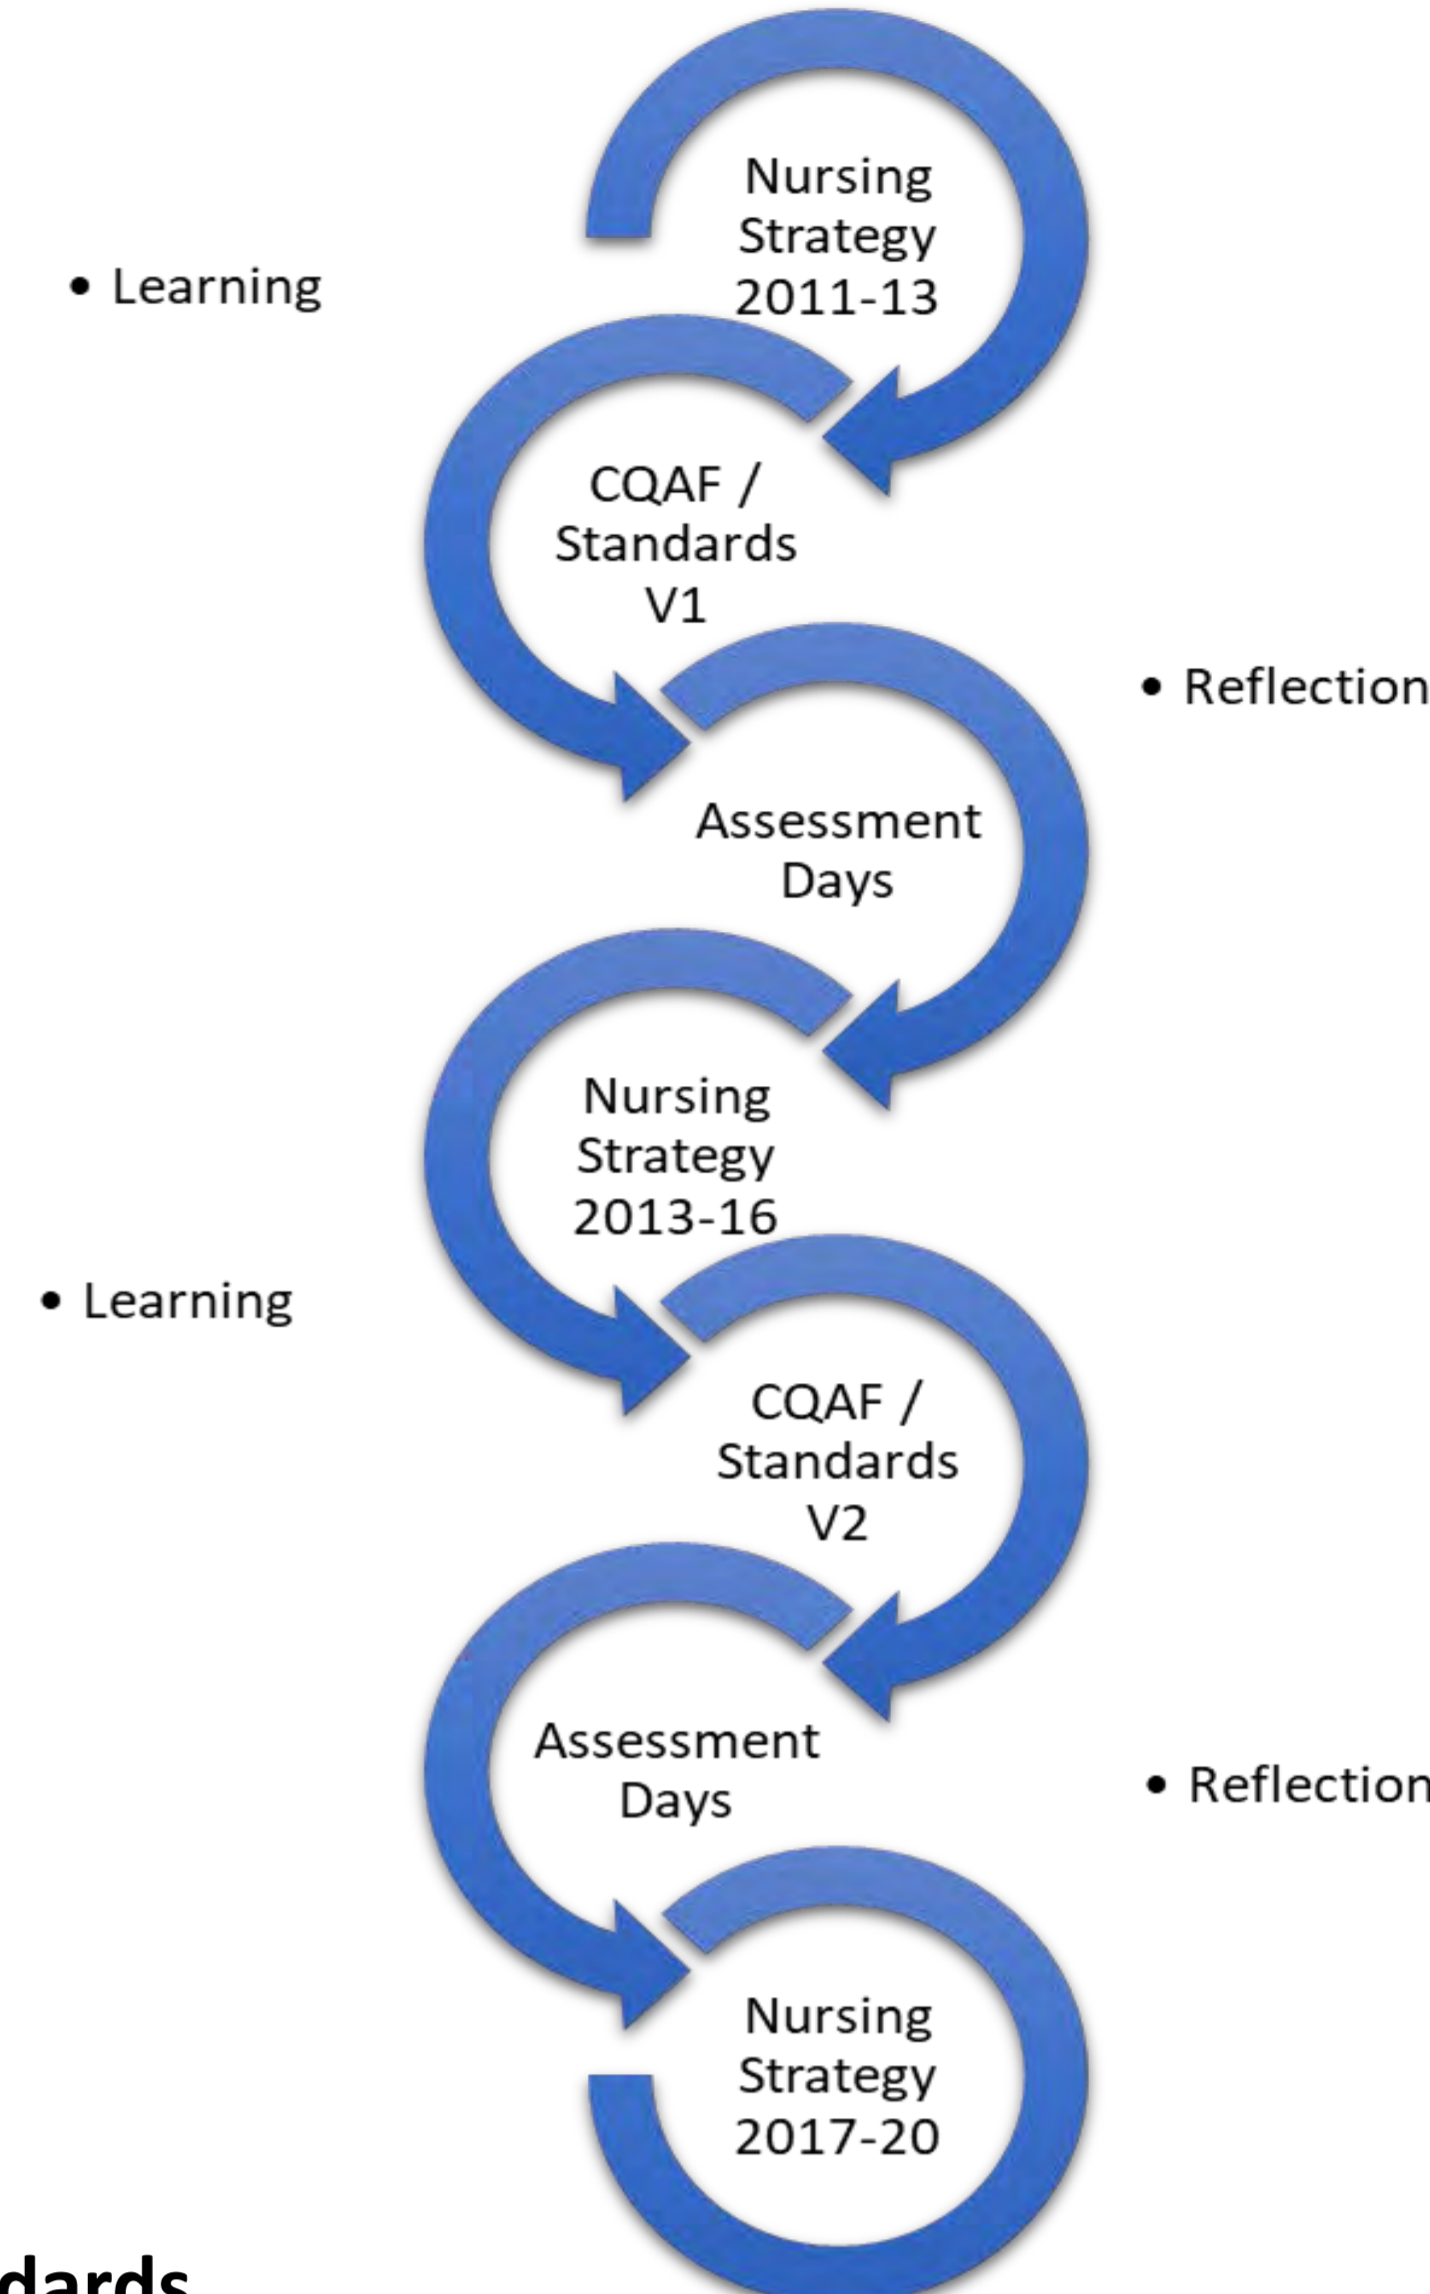 Nursing
Strategy
2011-13
• Learning
CQAF /
Standards
V1
• Reflection
Assessment
Days
Nursing
Strategy
2013-16
• Learning
CQAF /
Standards
V2
Assessment
Days
• Reflection
Nursing
Strategy
2017-20
dards